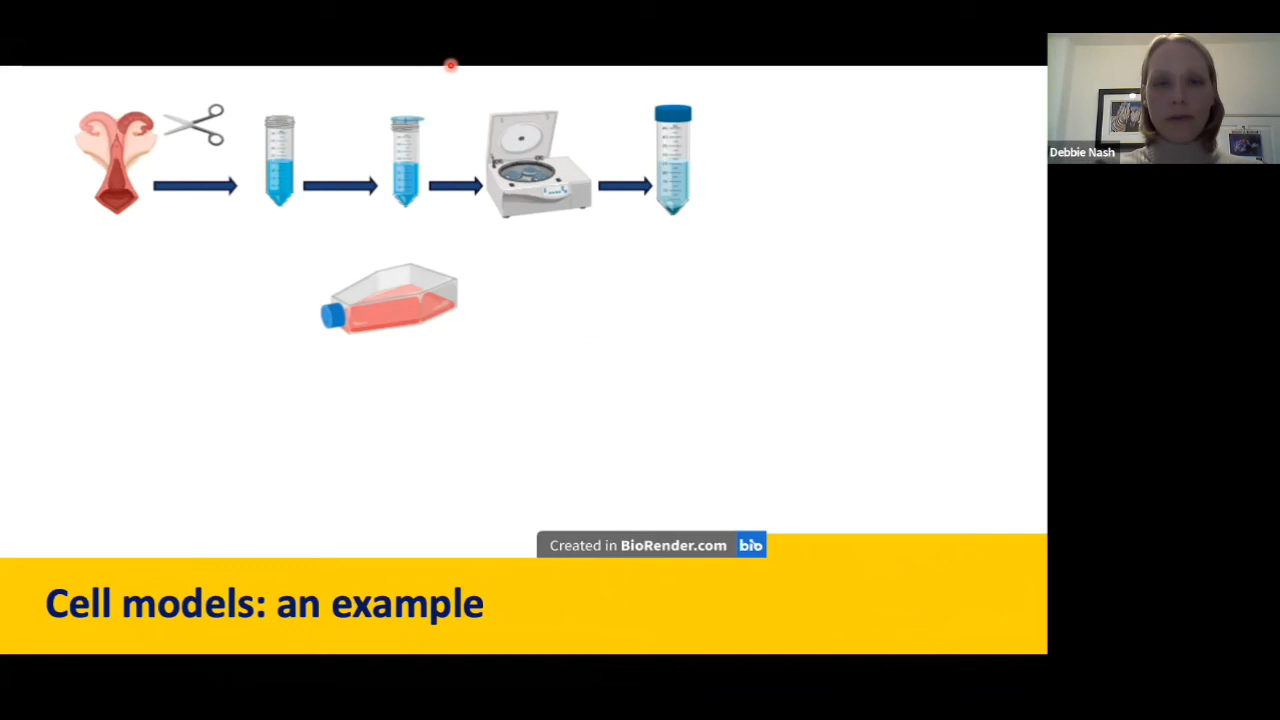 Debbie Nash
Created in BioRender.com bio
Cell models: an example